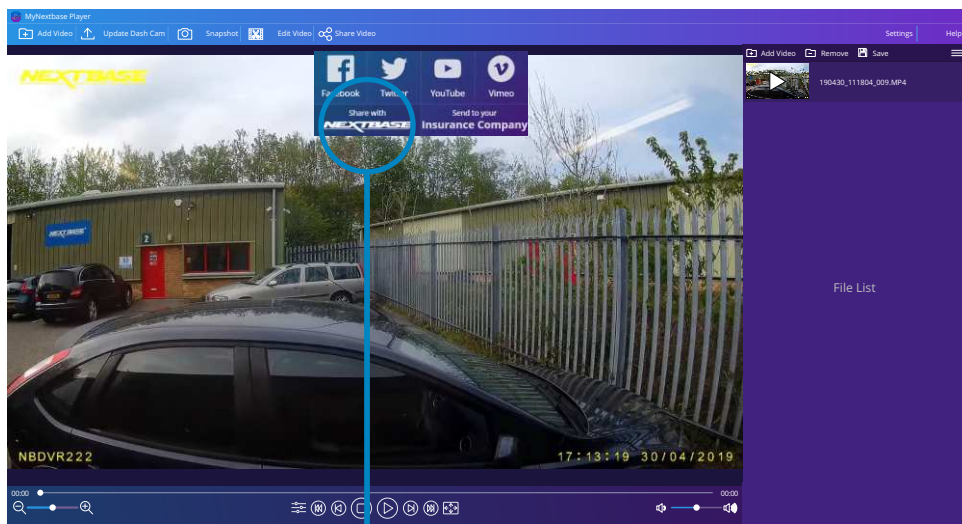 MyNextbase Player
Add Video Update Dash Cam Snapshot Edit Video Share Video Settings Help
Add Video Remove Save
190430_111804_009.MP4
NEXTBASE
Facebook Twitter YouTube Vimeo
Share with
NEXTBASE
Send to your
Insurance Company
NEXTBASE
2
File List
NBDVR222
17:13:19 30/04/2019
00:00 00:00